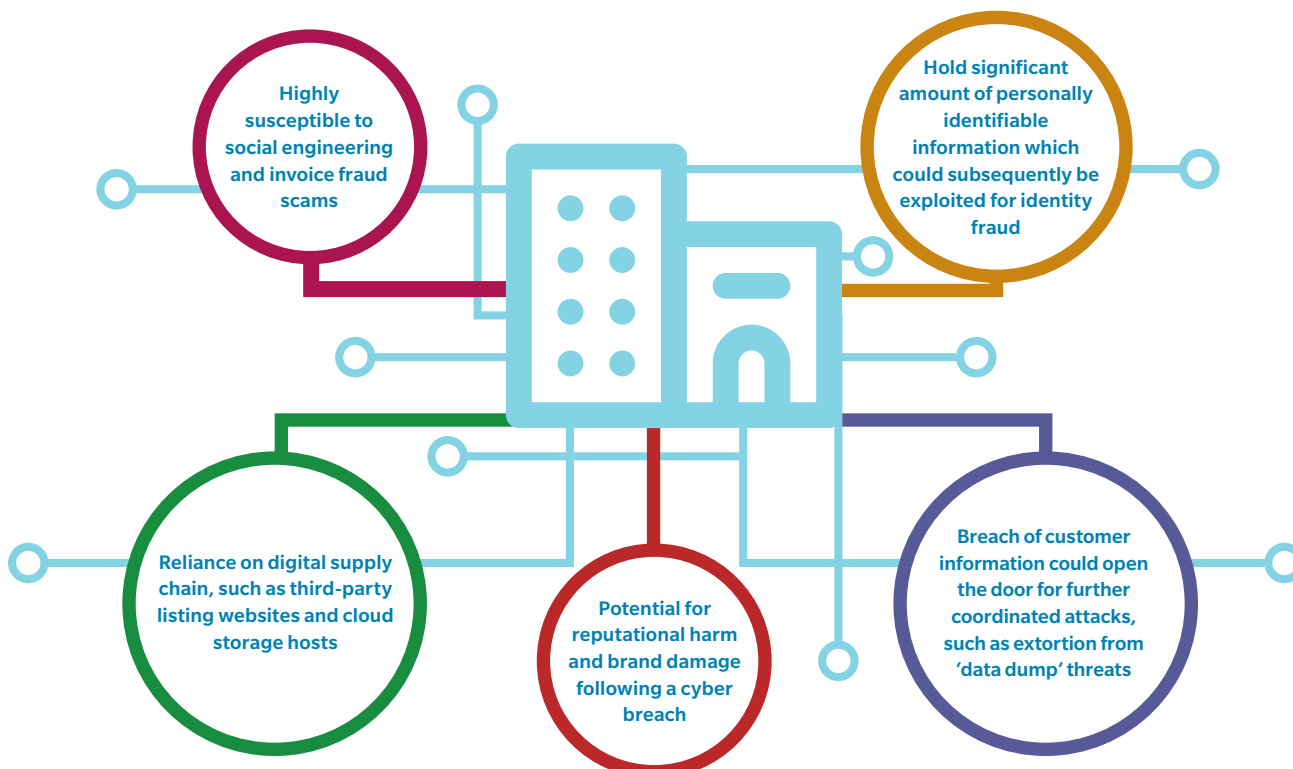 Highly
susceptible to
social engineering
and invoice fraud
scams
Hold significant
amount of personally
identifiable
information which
could subsequently be
exploited for identity
fraud
Reliance on digital supply
chain, such as third-party
listing websites and cloud
storage hosts
Potential for
reputational harm
and brand damage
following a cyber
breach
Breach of customer
information could open
the door for further
coordinated attacks,
such as extortion from
‘data dump’ threats